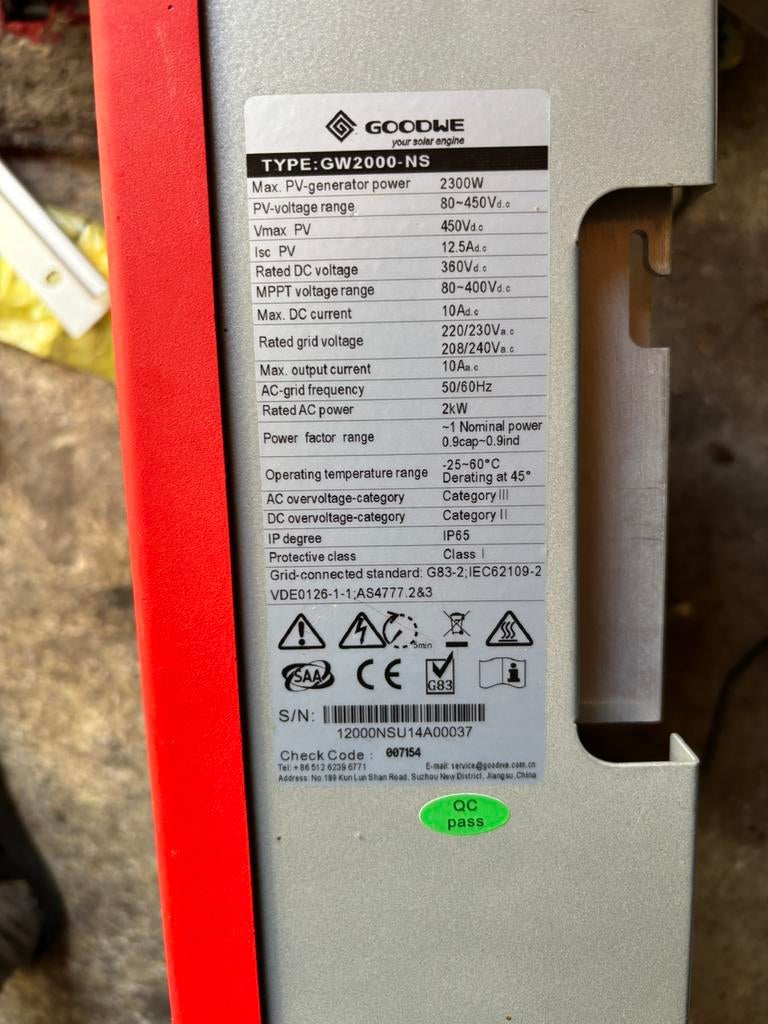 GOODWE
your solar engine
TYPE:GW2000-NS
Max. PV-generator power 2300W
PV-voltage range 80~450Vd.c
Vmax PV 450Vd.c
Isc PV 12.5Ad.c
Rated DC voltage 360Vd.c
MPPT voltage range 80~400Vd.c
Max. DC current 10Ad.c
Rated grid voltage 220/230Va.c
208/240Va.c
Max. output current 10Aa.c
AC-grid frequency 50/60Hz
Rated AC power 2kW
Power factor range ~1 Nominal power
0.9cap~0.9ind
Operating temperature range -25~60°C
Derating at 45°
AC overvoltage-category Category III
DC overvoltage-category Category II
IP degree IP65
Protective class Class I
Grid-connected standard: G83-2;IEC62109-2
VDE0126-1-1;AS4777.2&3
5min
SAA CE G83 i
S/N:
12000NSU14A00037
Check Code : 007154
Tel: +86 512 6239 6771 E-mail: service@goodwe.com.cn
Address: No.189 Kun Lun Shan Road, Suzhou New District, Jiangsu,China
QC
pass